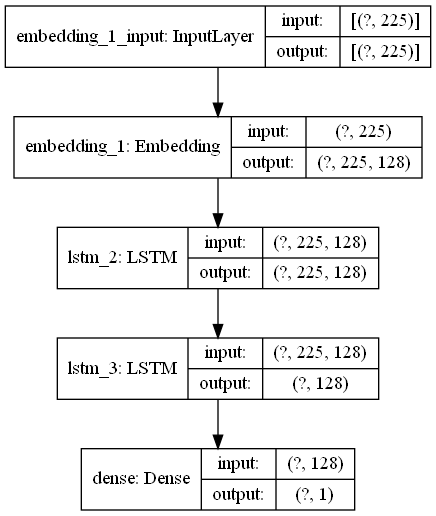 embedding_1_input: InputLayer
input: [(?, 225)]
output: [(?, 225)]
embedding_1: Embedding
input: (?, 225)
output: (?, 225, 128)
lstm_2: LSTM
input: (?, 225, 128)
output: (?, 225, 128)
lstm_3: LSTM
input: (?, 225, 128)
output: (?, 128)
dense: Dense
input: (?, 128)
output: (?, 1)